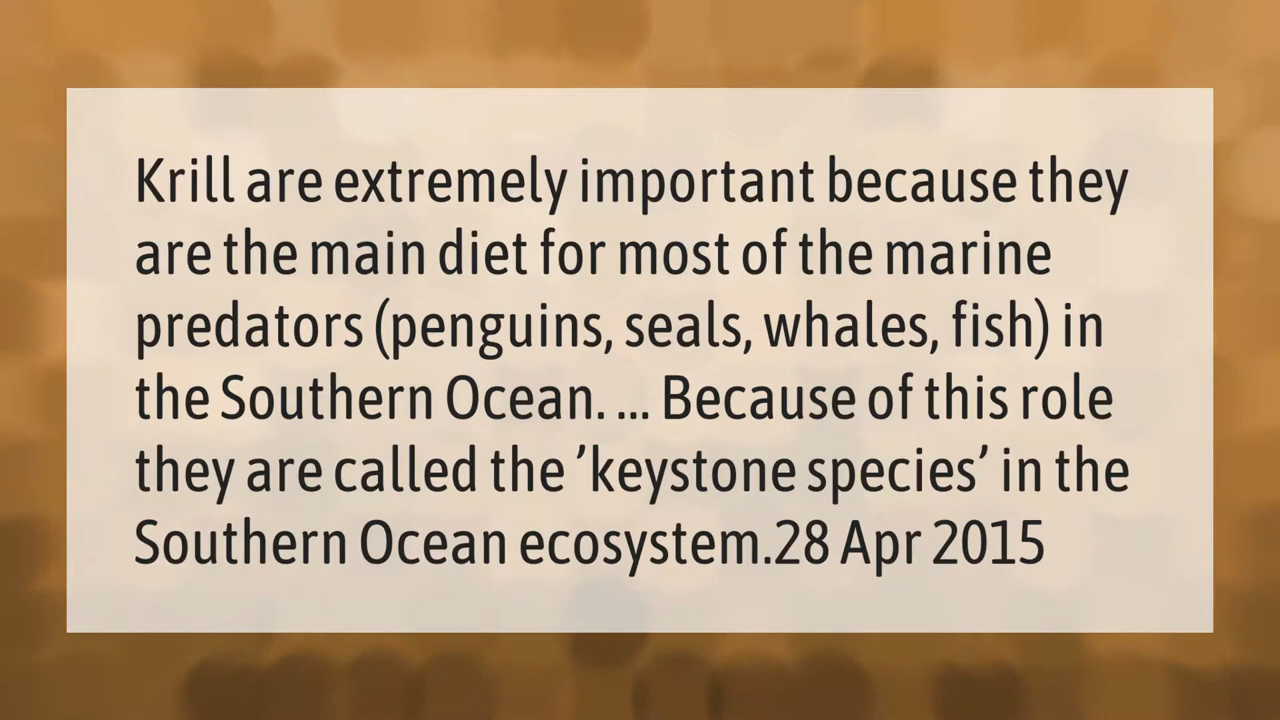 Krill are extremely important because they
are the main diet for most of the marine
predators (penguins, seals, whales, fish) in
the Southern Ocean. ... Because of this role
they are called the ’keystone species’ in the
Southern Ocean ecosystem.28 Apr 2015